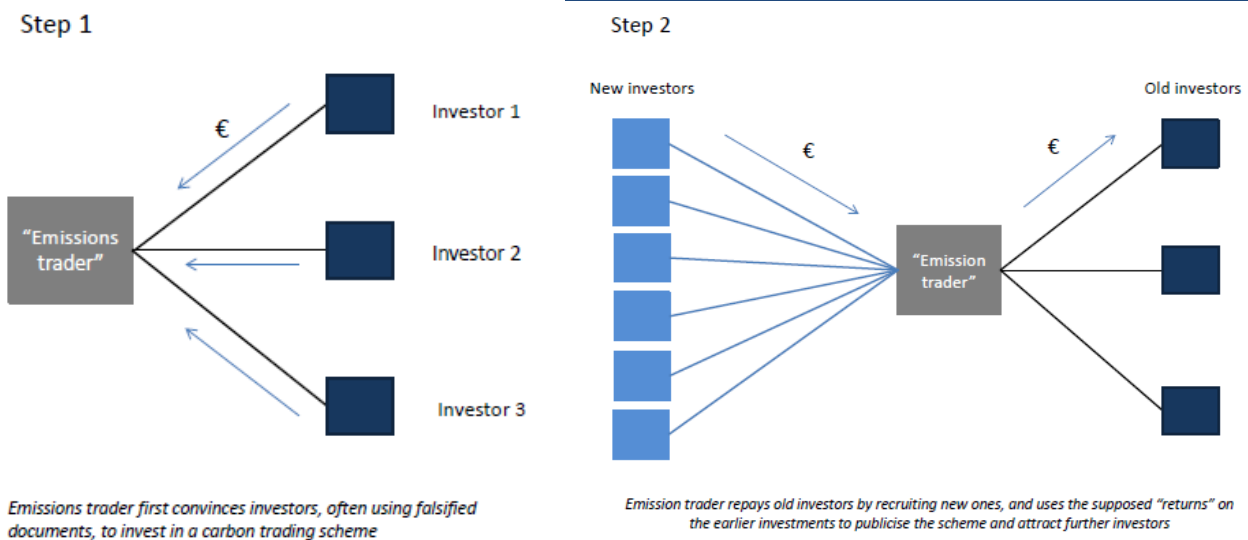 Step 1
€
Investor 1
“Emissions
trader”
Investor 2
Investor 3
Emissions trader first convinces investors, often using falsified
documents, to invest in a carbon trading scheme
Step 2
New investors
Old investors
€
€
“Emission
trader”
Emission trader repays old investors by recruiting new ones, and uses the supposed “returns” on
the earlier investments to publicise the scheme and attract further investors